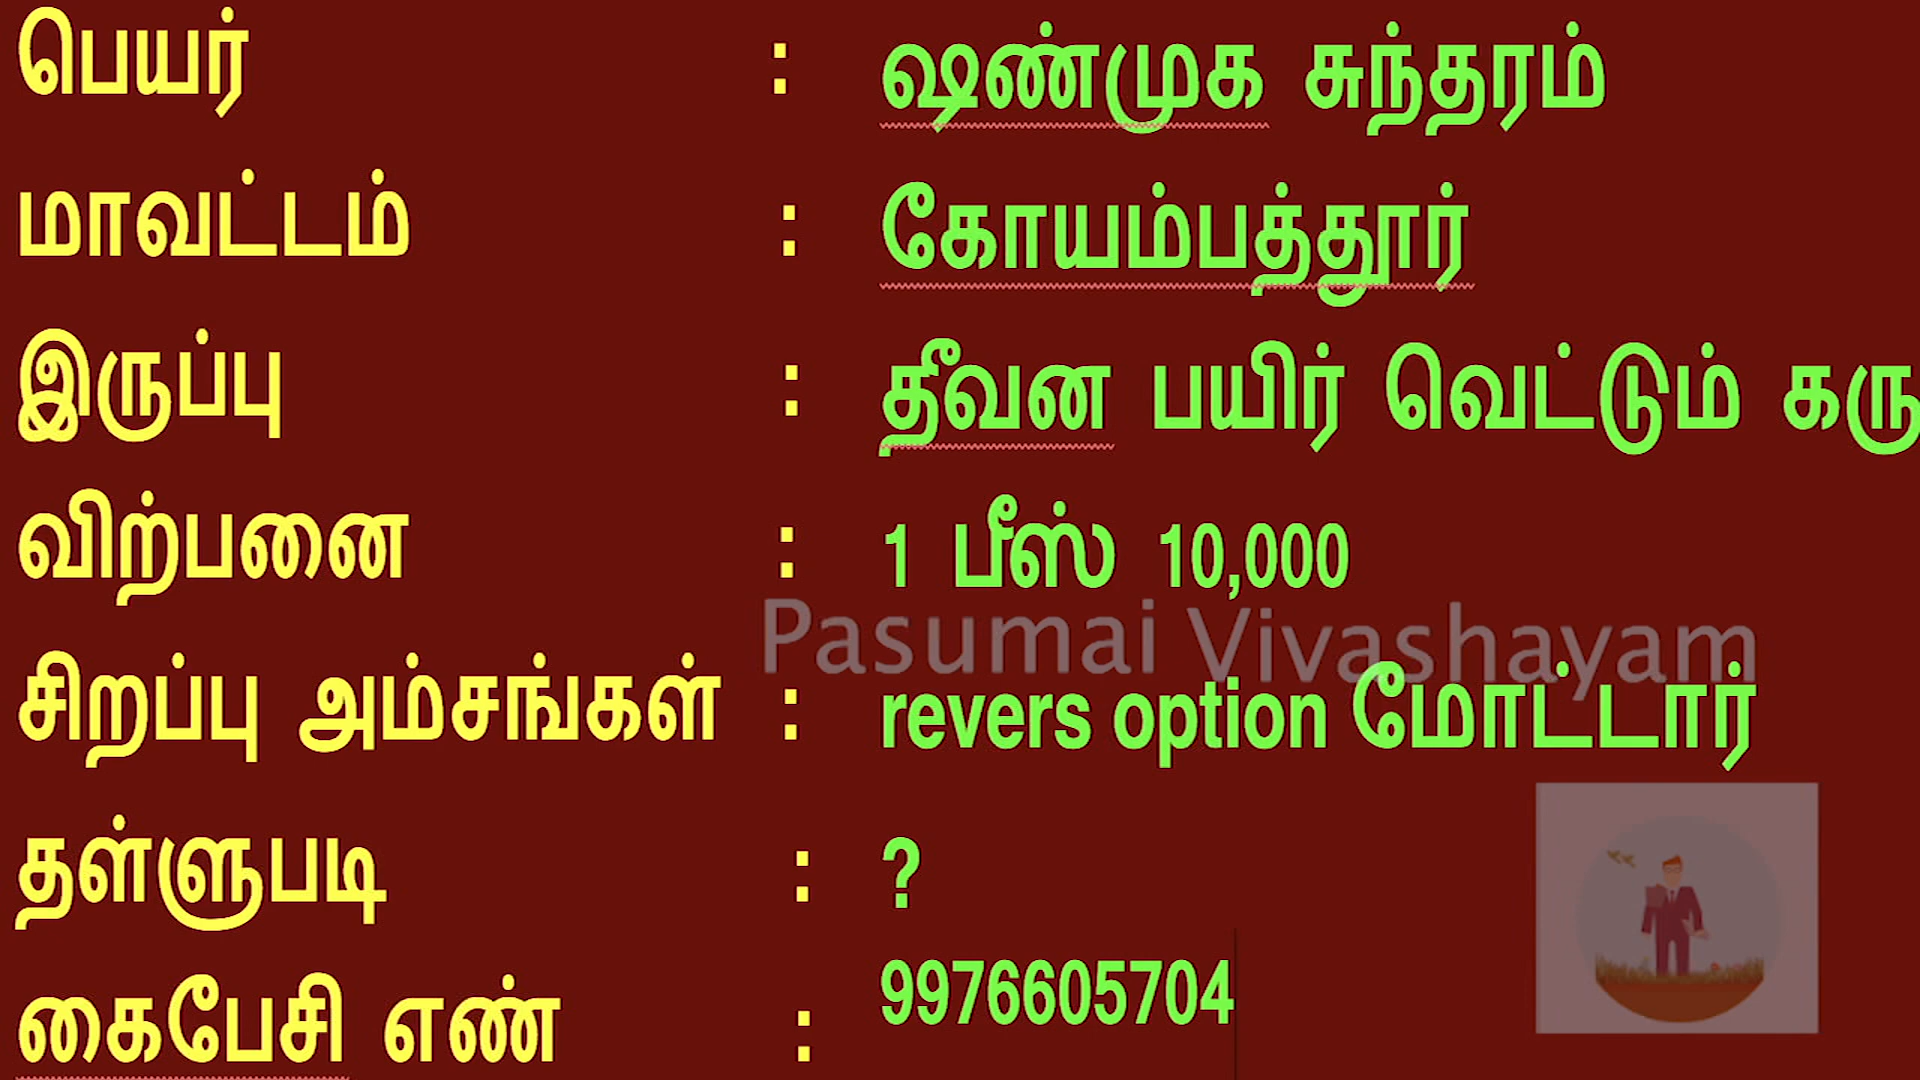 பெயர் : ஷண்முக சுந்தரம்
மாவட்டம் : கோயம்பத்தூர்
இருப்பு : தீவன பயிர் வெட்டும் கரு
விற்பனை : 1 பீஸ் 10,000
Pasumai Vivashayam
சிறப்பு அம்சங்கள் : revers option மோட்டார்
தள்ளுபடி : ?
கைபேசி எண் : 9976605704